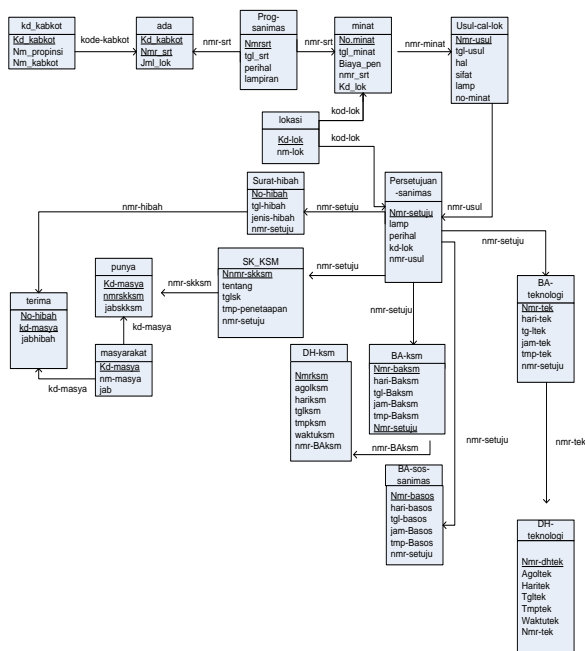 kd_kabkot
Kd_kabkot
Nm_propinsi
Nm_kabkot
kode-kabkot
ada
Kd_kabkot
Nmr_srt
Jml_lok
nmr-srt
Prog-
sanimas
Nmrsrt
tgl_srt
perihal
lampiran
nmr-srt
minat
No.minat
tgl_minat
Biaya_pen
nmr_srt
Kd_lok
nmr-minat
Usul-cal-lok
Nmr-usul
tgl-usul
hal
sifat
lamp
no-minat
kod-lok
lokasi
Kd-lok
nm-lok
kod-lok
Surat-hibah
No-hibah
tgl-hibah
jenis-hibah
nmr-setuju
nmr-setuju
Persetujuan
-sanimas
Nmr-setuju
lamp
perihal
kd-lok
nmr-usul
nmr-usul
nmr-setuju
nmr-hibah
punya
Kd-masya
nmrskksm
jabskksm
nmr-skksm
SK_KSM
Nnmr-skksm
tentang
tglsk
tmp-penetaapan
nmr-setuju
nmr-setuju
nmr-setuju
BA-
teknologi
Nmr-tek
hari-tek
tg-ltek
jam-tek
tmp-tek
nmr-setuju
terima
No-hibah
kd-masya
jabhibah
kd-masya
masyarakat
Kd-masya
nm-masya
jab
kd-masya
DH-ksm
Nmrksm
agolksm
hariksm
tglksm
tmpksm
waktuksm
nmr-BAksm
BA-ksm
Nmr-baksm
hari-Baksm
tgl-Baksm
jam-Baksm
tmp-Baksm
Nmr-setuju
nmr-BAksm
nmr-setuju
nmr-tek
BA-sos-
sanimas
Nmr-basos
hari-basos
tgl-basos
jam-Basos
tmp-Basos
nmr-setuju
DH-
teknologi
Nmr-dhtek
Agoltek
Haritek
Tgltek
Tmptek
Waktutek
Nmr-tek